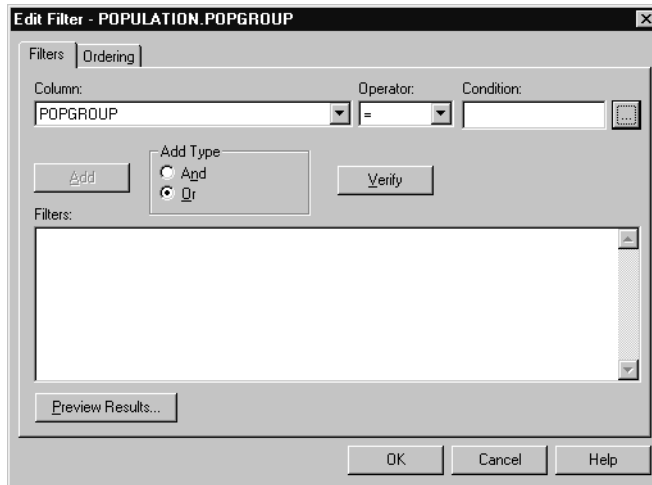 Edit Filter - POPULATION.POPGROUP
Filters Ordering
Column: Operator: Condition:
POPGROUP = ...
Add Type
Add And Verify
Or
Filters:
Preview Results...
OK Cancel Help